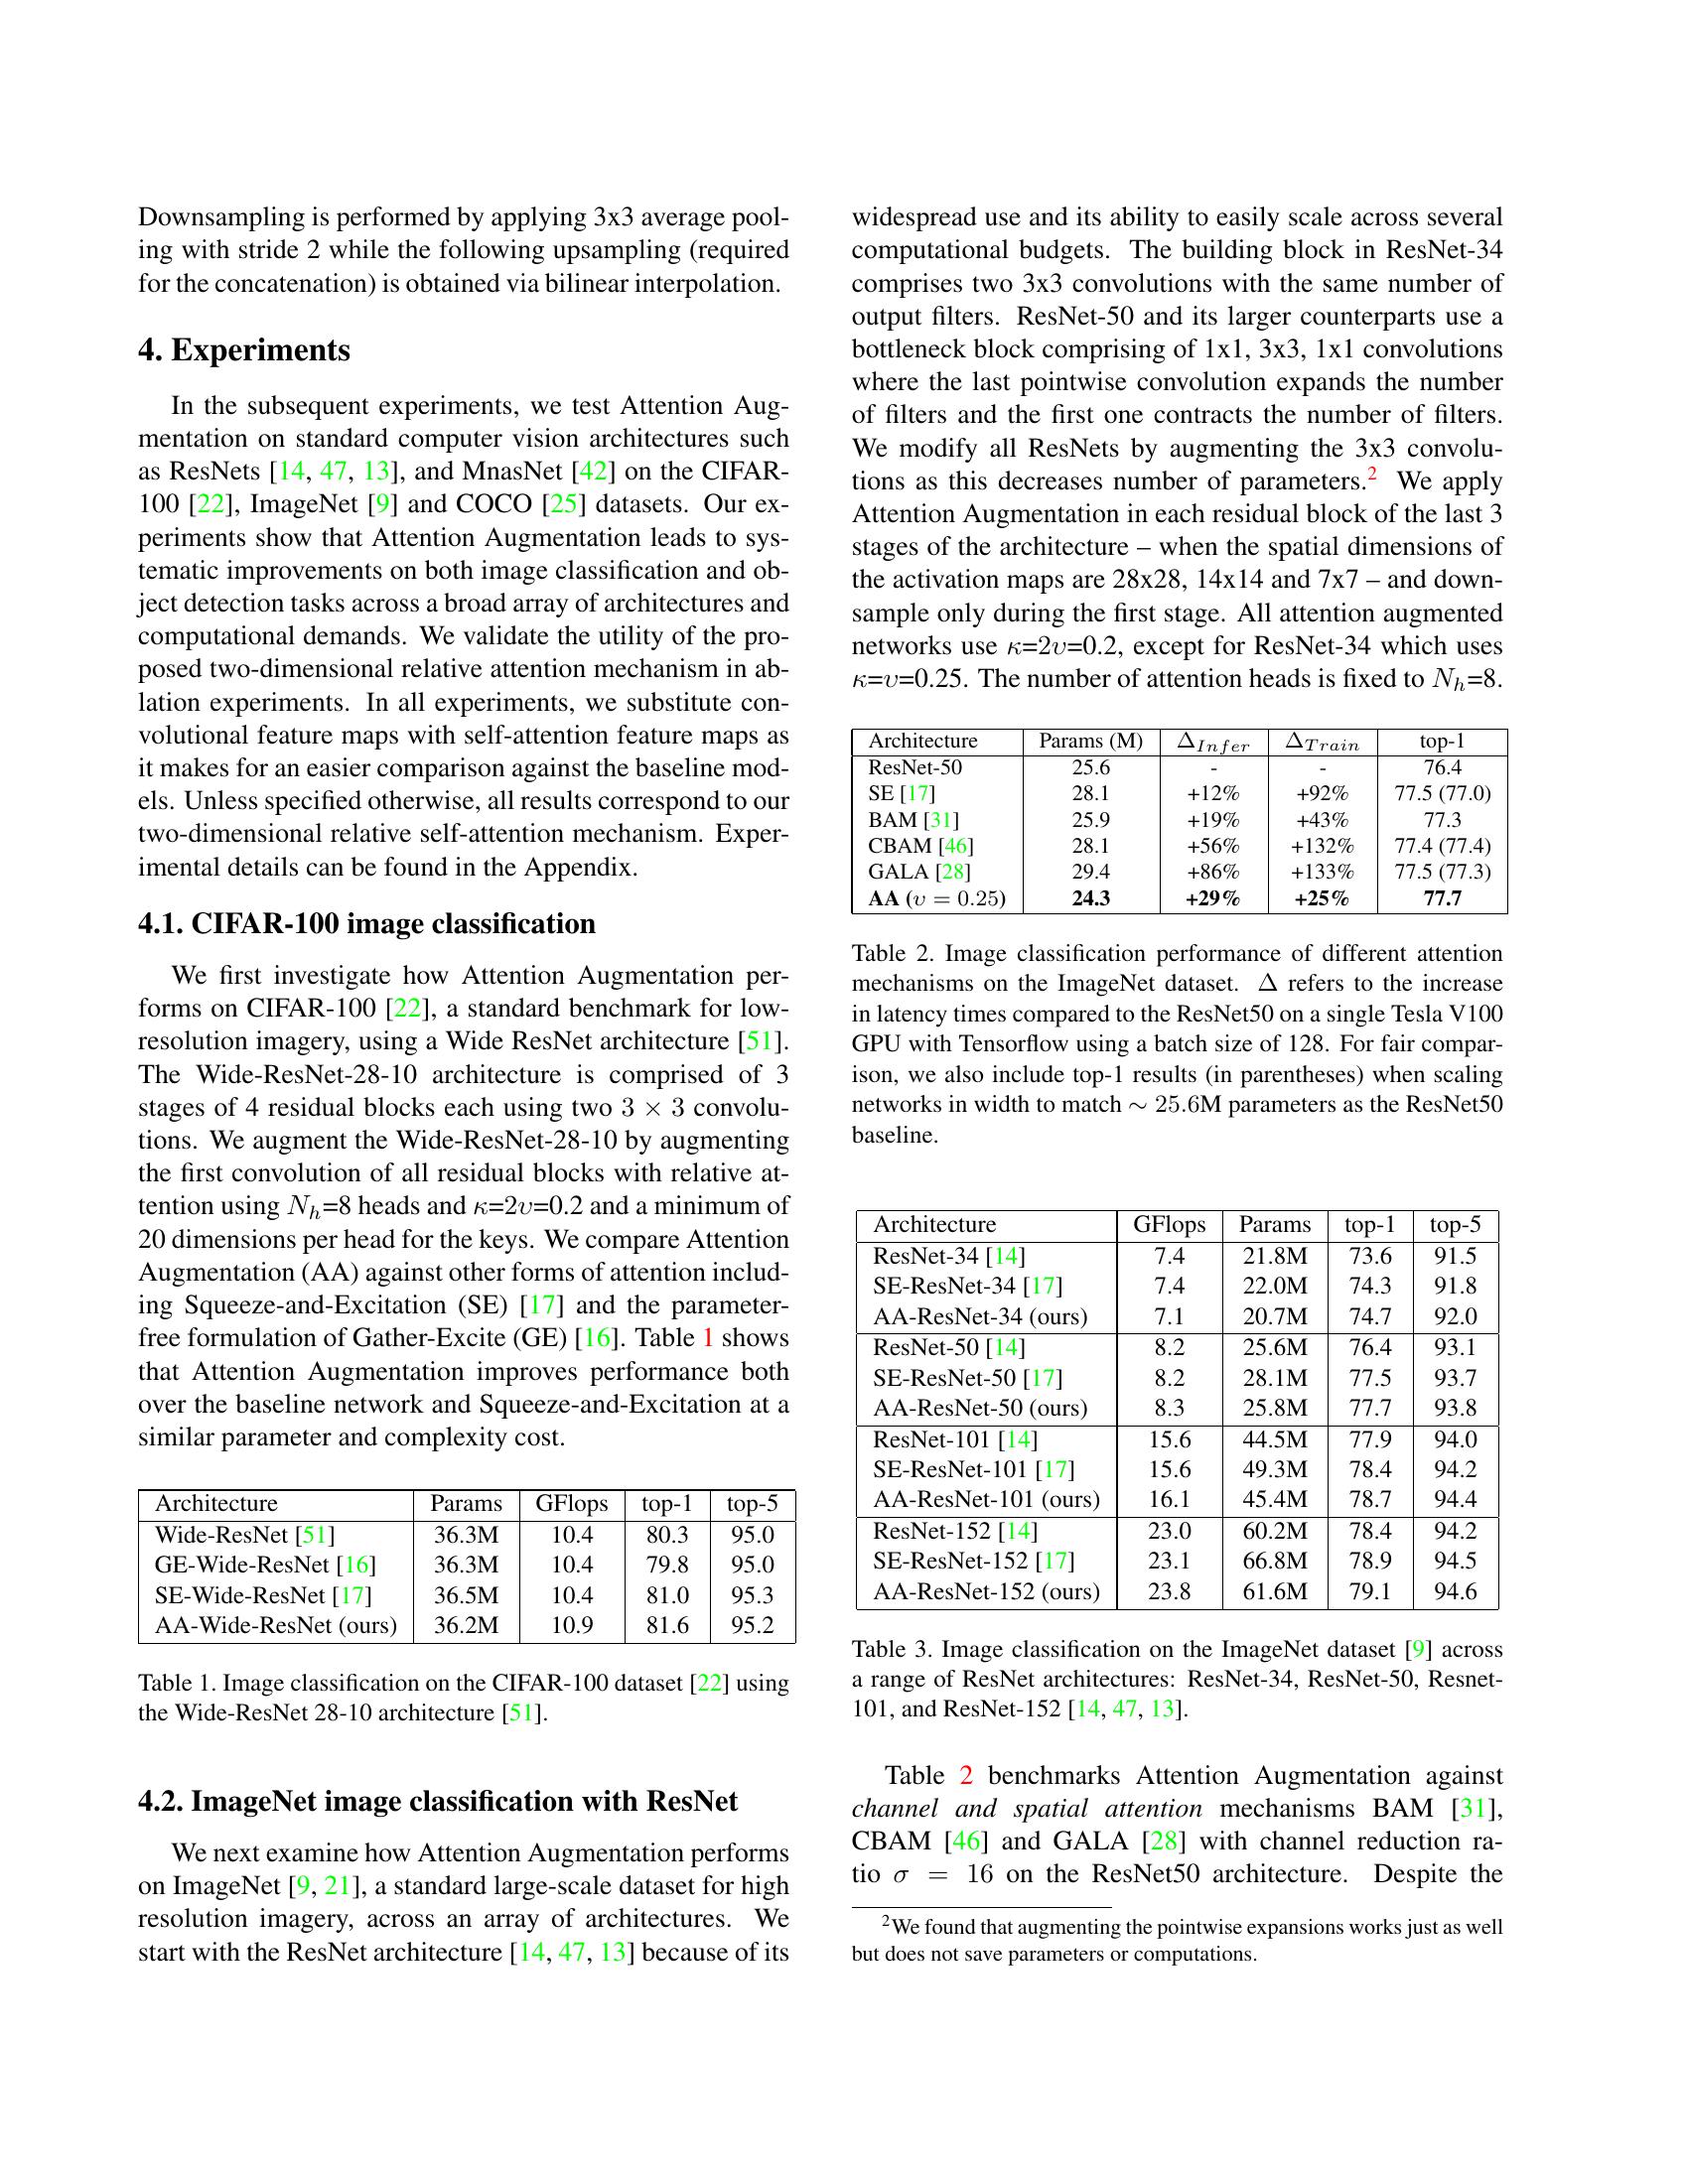 Downsampling is performed by applying 3x3 average pool-
ing with stride 2 while the following upsampling (required
for the concatenation) is obtained via bilinear interpolation.
4. Experiments
In the subsequent experiments, we test Attention Aug-
mentation on standard computer vision architectures such
as ResNets [14, 47, 13], and MnasNet [42] on the CIFAR-
100 [22], ImageNet [9] and COCO [25] datasets. Our ex-
periments show that Attention Augmentation leads to sys-
tematic improvements on both image classification and ob-
ject detection tasks across a broad array of architectures and
computational demands. We validate the utility of the pro-
posed two-dimensional relative attention mechanism in ab-
lation experiments. In all experiments, we substitute con-
volutional feature maps with self-attention feature maps as
it makes for an easier comparison against the baseline mod-
els. Unless specified otherwise, all results correspond to our
two-dimensional relative self-attention mechanism. Exper-
imental details can be found in the Appendix.
4.1. CIFAR-100 image classification
We first investigate how Attention Augmentation per-
forms on CIFAR-100 [22], a standard benchmark for low-
resolution imagery, using a Wide ResNet architecture [51].
The Wide-ResNet-28-10 architecture is comprised of 3
stages of 4 residual blocks each using two 3 × 3 convolu-
tions. We augment the Wide-ResNet-28-10 by augmenting
the first convolution of all residual blocks with relative at-
tention using Nh=8 heads and κ=2υ=0.2 and a minimum of
20 dimensions per head for the keys. We compare Attention
Augmentation (AA) against other forms of attention includ-
ing Squeeze-and-Excitation (SE) [17] and the parameter-
free formulation of Gather-Excite (GE) [16]. Table 1 shows
that Attention Augmentation improves performance both
over the baseline network and Squeeze-and-Excitation at a
similar parameter and complexity cost.
Architecture Params GFlops top-1 top-5
Wide-ResNet [51] 36.3M 10.4 80.3 95.0
GE-Wide-ResNet [16] 36.3M 10.4 79.8 95.0
SE-Wide-ResNet [17] 36.5M 10.4 81.0 95.3
AA-Wide-ResNet (ours) 36.2M 10.9 81.6 95.2
Table 1. Image classification on the CIFAR-100 dataset [22] using
the Wide-ResNet 28-10 architecture [51].
4.2. ImageNet image classification with ResNet
We next examine how Attention Augmentation performs
on ImageNet [9, 21], a standard large-scale dataset for high
resolution imagery, across an array of architectures. We
start with the ResNet architecture [14, 47, 13] because of its
widespread use and its ability to easily scale across several
computational budgets. The building block in ResNet-34
comprises two 3x3 convolutions with the same number of
output filters. ResNet-50 and its larger counterparts use a
bottleneck block comprising of 1x1, 3x3, 1x1 convolutions
where the last pointwise convolution expands the number
of filters and the first one contracts the number of filters.
We modify all ResNets by augmenting the 3x3 convolu-
tions as this decreases number of parameters.2 We apply
Attention Augmentation in each residual block of the last 3
stages of the architecture – when the spatial dimensions of
the activation maps are 28x28, 14x14 and 7x7 – and down-
sample only during the first stage. All attention augmented
networks use κ=2υ=0.2, except for ResNet-34 which uses
κ=υ=0.25. The number of attention heads is fixed to Nh=8.
Architecture Params (M) ΔInfer ΔTrain top-1
ResNet-50 25.6 - - 76.4
SE [17] 28.1 +12% +92% 77.5 (77.0)
BAM [31] 25.9 +19% +43% 77.3
CBAM [46] 28.1 +56% +132% 77.4 (77.4)
GALA [28] 29.4 +86% +133% 77.5 (77.3)
AA (υ = 0.25) 24.3 +29% +25% 77.7
Table 2. Image classification performance of different attention
mechanisms on the ImageNet dataset. Δ refers to the increase
in latency times compared to the ResNet50 on a single Tesla V100
GPU with Tensorflow using a batch size of 128. For fair compar-
ison, we also include top-1 results (in parentheses) when scaling
networks in width to match ∼ 25.6M parameters as the ResNet50
baseline.
Architecture GFlops Params top-1 top-5
ResNet-34 [14] 7.4 21.8M 73.6 91.5
SE-ResNet-34 [17] 7.4 22.0M 74.3 91.8
AA-ResNet-34 (ours) 7.1 20.7M 74.7 92.0
ResNet-50 [14] 8.2 25.6M 76.4 93.1
SE-ResNet-50 [17] 8.2 28.1M 77.5 93.7
AA-ResNet-50 (ours) 8.3 25.8M 77.7 93.8
ResNet-101 [14] 15.6 44.5M 77.9 94.0
SE-ResNet-101 [17] 15.6 49.3M 78.4 94.2
AA-ResNet-101 (ours) 16.1 45.4M 78.7 94.4
ResNet-152 [14] 23.0 60.2M 78.4 94.2
SE-ResNet-152 [17] 23.1 66.8M 78.9 94.5
AA-ResNet-152 (ours) 23.8 61.6M 79.1 94.6
Table 3. Image classification on the ImageNet dataset [9] across
a range of ResNet architectures: ResNet-34, ResNet-50, Resnet-
101, and ResNet-152 [14, 47, 13].
Table 2 benchmarks Attention Augmentation against
channel and spatial attention mechanisms BAM [31],
CBAM [46] and GALA [28] with channel reduction ra-
tio σ = 16 on the ResNet50 architecture. Despite the
2We found that augmenting the pointwise expansions works just as well
but does not save parameters or computations.